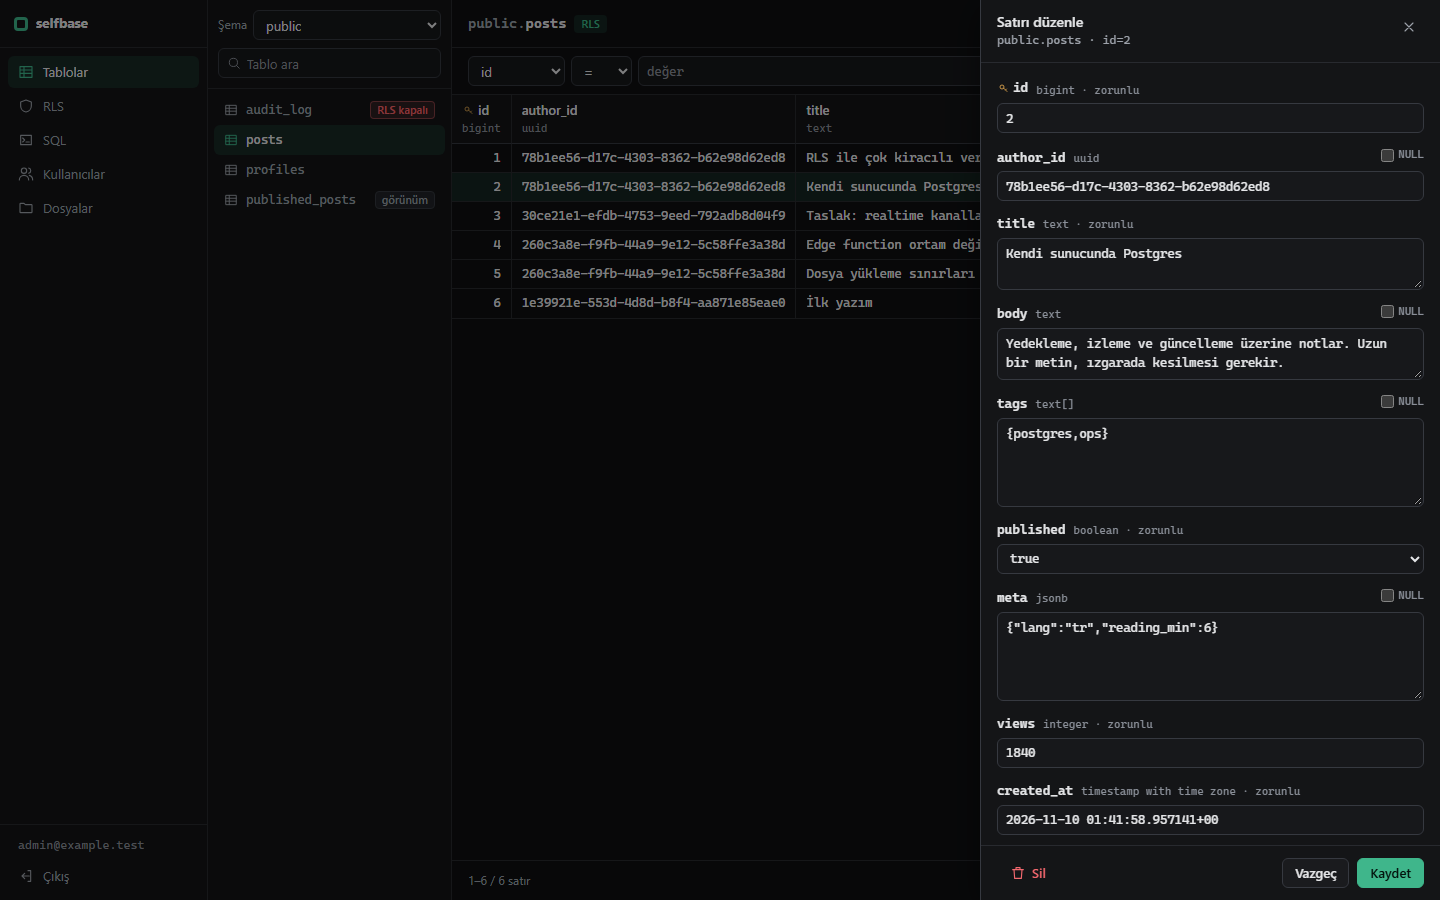 selfbase
Tablolar
RLS
SQL
Kullanıcılar
Dosyalar
admin@example.test
Çıkış
Şema public
Tablo ara
audit_log RLS kapalı
posts
profiles
published_posts görünüm
public.posts RLS
id = değer
id author_id title
bigint uuid text
1 78b1ee56-d17c-4303-8362-b62e98d62ed8 RLS ile çok kiracılı ver
2 78b1ee56-d17c-4303-8362-b62e98d62ed8 Kendi sunucunda Postgres
3 30ce21e1-efdb-4753-9eed-792adb8d04f9 Taslak: realtime kanalla
4 260c3a8e-f9fb-44a9-9e12-5c58ffe3a38d Edge function ortam deği
5 260c3a8e-f9fb-44a9-9e12-5c58ffe3a38d Dosya yükleme sınırları
6 1e39921e-553d-4d8d-b8f4-aa871e85eae0 İlk yazım
1–6 / 6 satır
Satırı düzenle
public.posts · id=2
id bigint · zorunlu
2
author_id uuid NULL
78b1ee56-d17c-4303-8362-b62e98d62ed8
title text · zorunlu
Kendi sunucunda Postgres
body text NULL
Yedekleme, izleme ve güncelleme üzerine notlar. Uzun
bir metin, ızgarada kesilmesi gerekir.
tags text[] NULL
{postgres,ops}
published boolean · zorunlu
true
meta jsonb NULL
{"lang":"tr","reading_min":6}
views integer · zorunlu
1840
created_at timestamp with time zone · zorunlu
2026-11-10 01:41:58.957141+00
Sil Vazgeç Kaydet